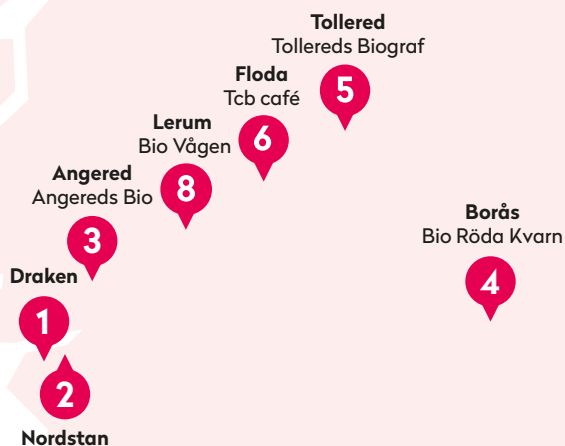 Tollered
Tollereds Biograf
5
Floda
Tcb café
6
Lerum
Bio Vågen
8
Angered
Angereds Bio
3
Borås
Bio Röda Kvarn
4
Draken
1
2
Nordstan